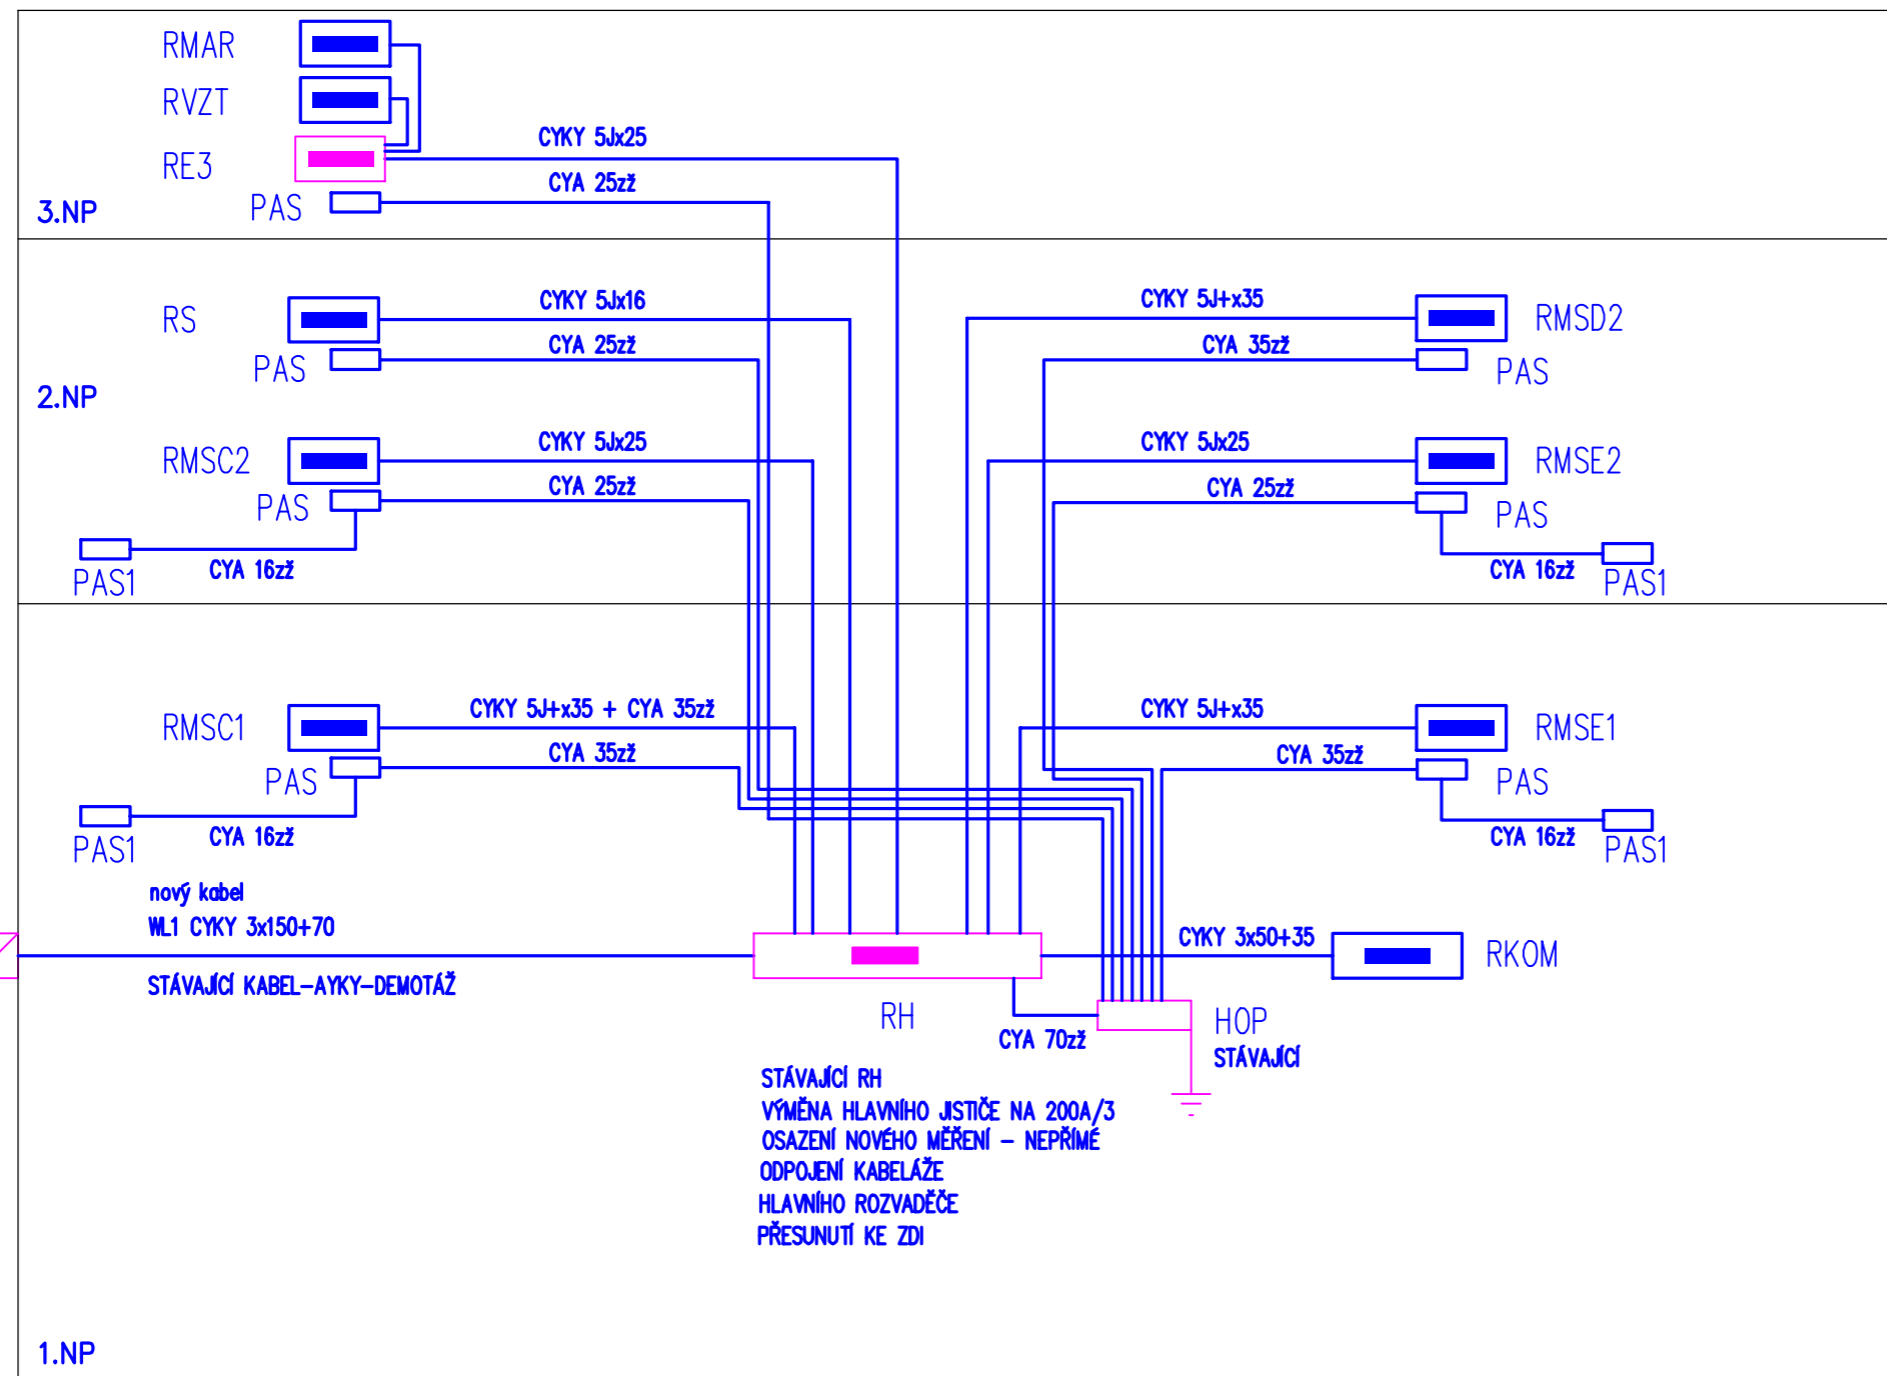 RMAR
RVZT
RE3
CYKY 5Jx25
CYA 25zž
PAS
3.NP
RS
CYKY 5Jx16
CYA 25zž
PAS
CYKY 5J+x35
RMSD2
CYA 35zž
PAS
2.NP
RMSC2
CYKY 5Jx25
CYA 25zž
PAS
CYA 16zž
PAS1
CYKY 5Jx25
RMSE2
CYA 25zž
PAS
CYA 16zž
PAS1
RMSC1
CYKY 5J+x35 + CYA 35zž
CYA 35zž
PAS
CYA 16zž
PAS1
CYKY 5J+x35
RMSE1
CYA 35zž
PAS
CYA 16zž
PAS1
nový kabel
WL1 CYKY 3x150+70
STÁVAJÍCÍ KABEL-AYKY-DEMOTÁŽ
CYKY 3x50+35
RKOM
RH
CYA 70zž
HOP
STÁVAJÍCÍ
STÁVAJÍCÍ RH
VÝMĚNA HLAVNÍHO JISTIČE NA 200A/3
OSAZENÍ NOVÉHO MĚŘENÍ – NEPŘÍMÉ
ODPOJENÍ KABELÁŽE
HLAVNÍHO ROZVADĚČE
PŘESUNUTÍ KE ZDI
1.NP